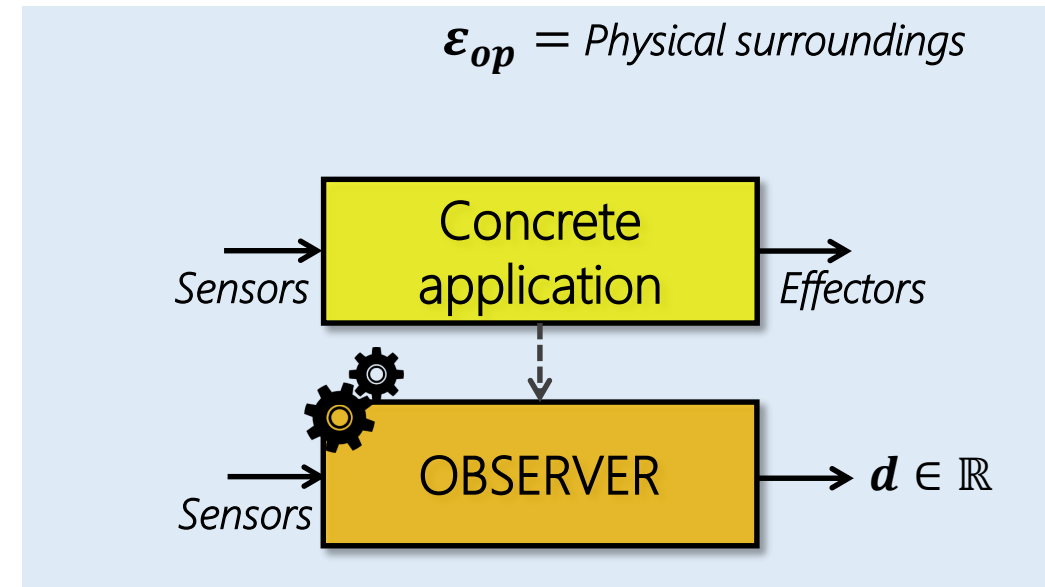 ε_op = Physical surroundings
Concrete
application
Sensors
Effectors
OBSERVER
Sensors
d ∈ ℝ